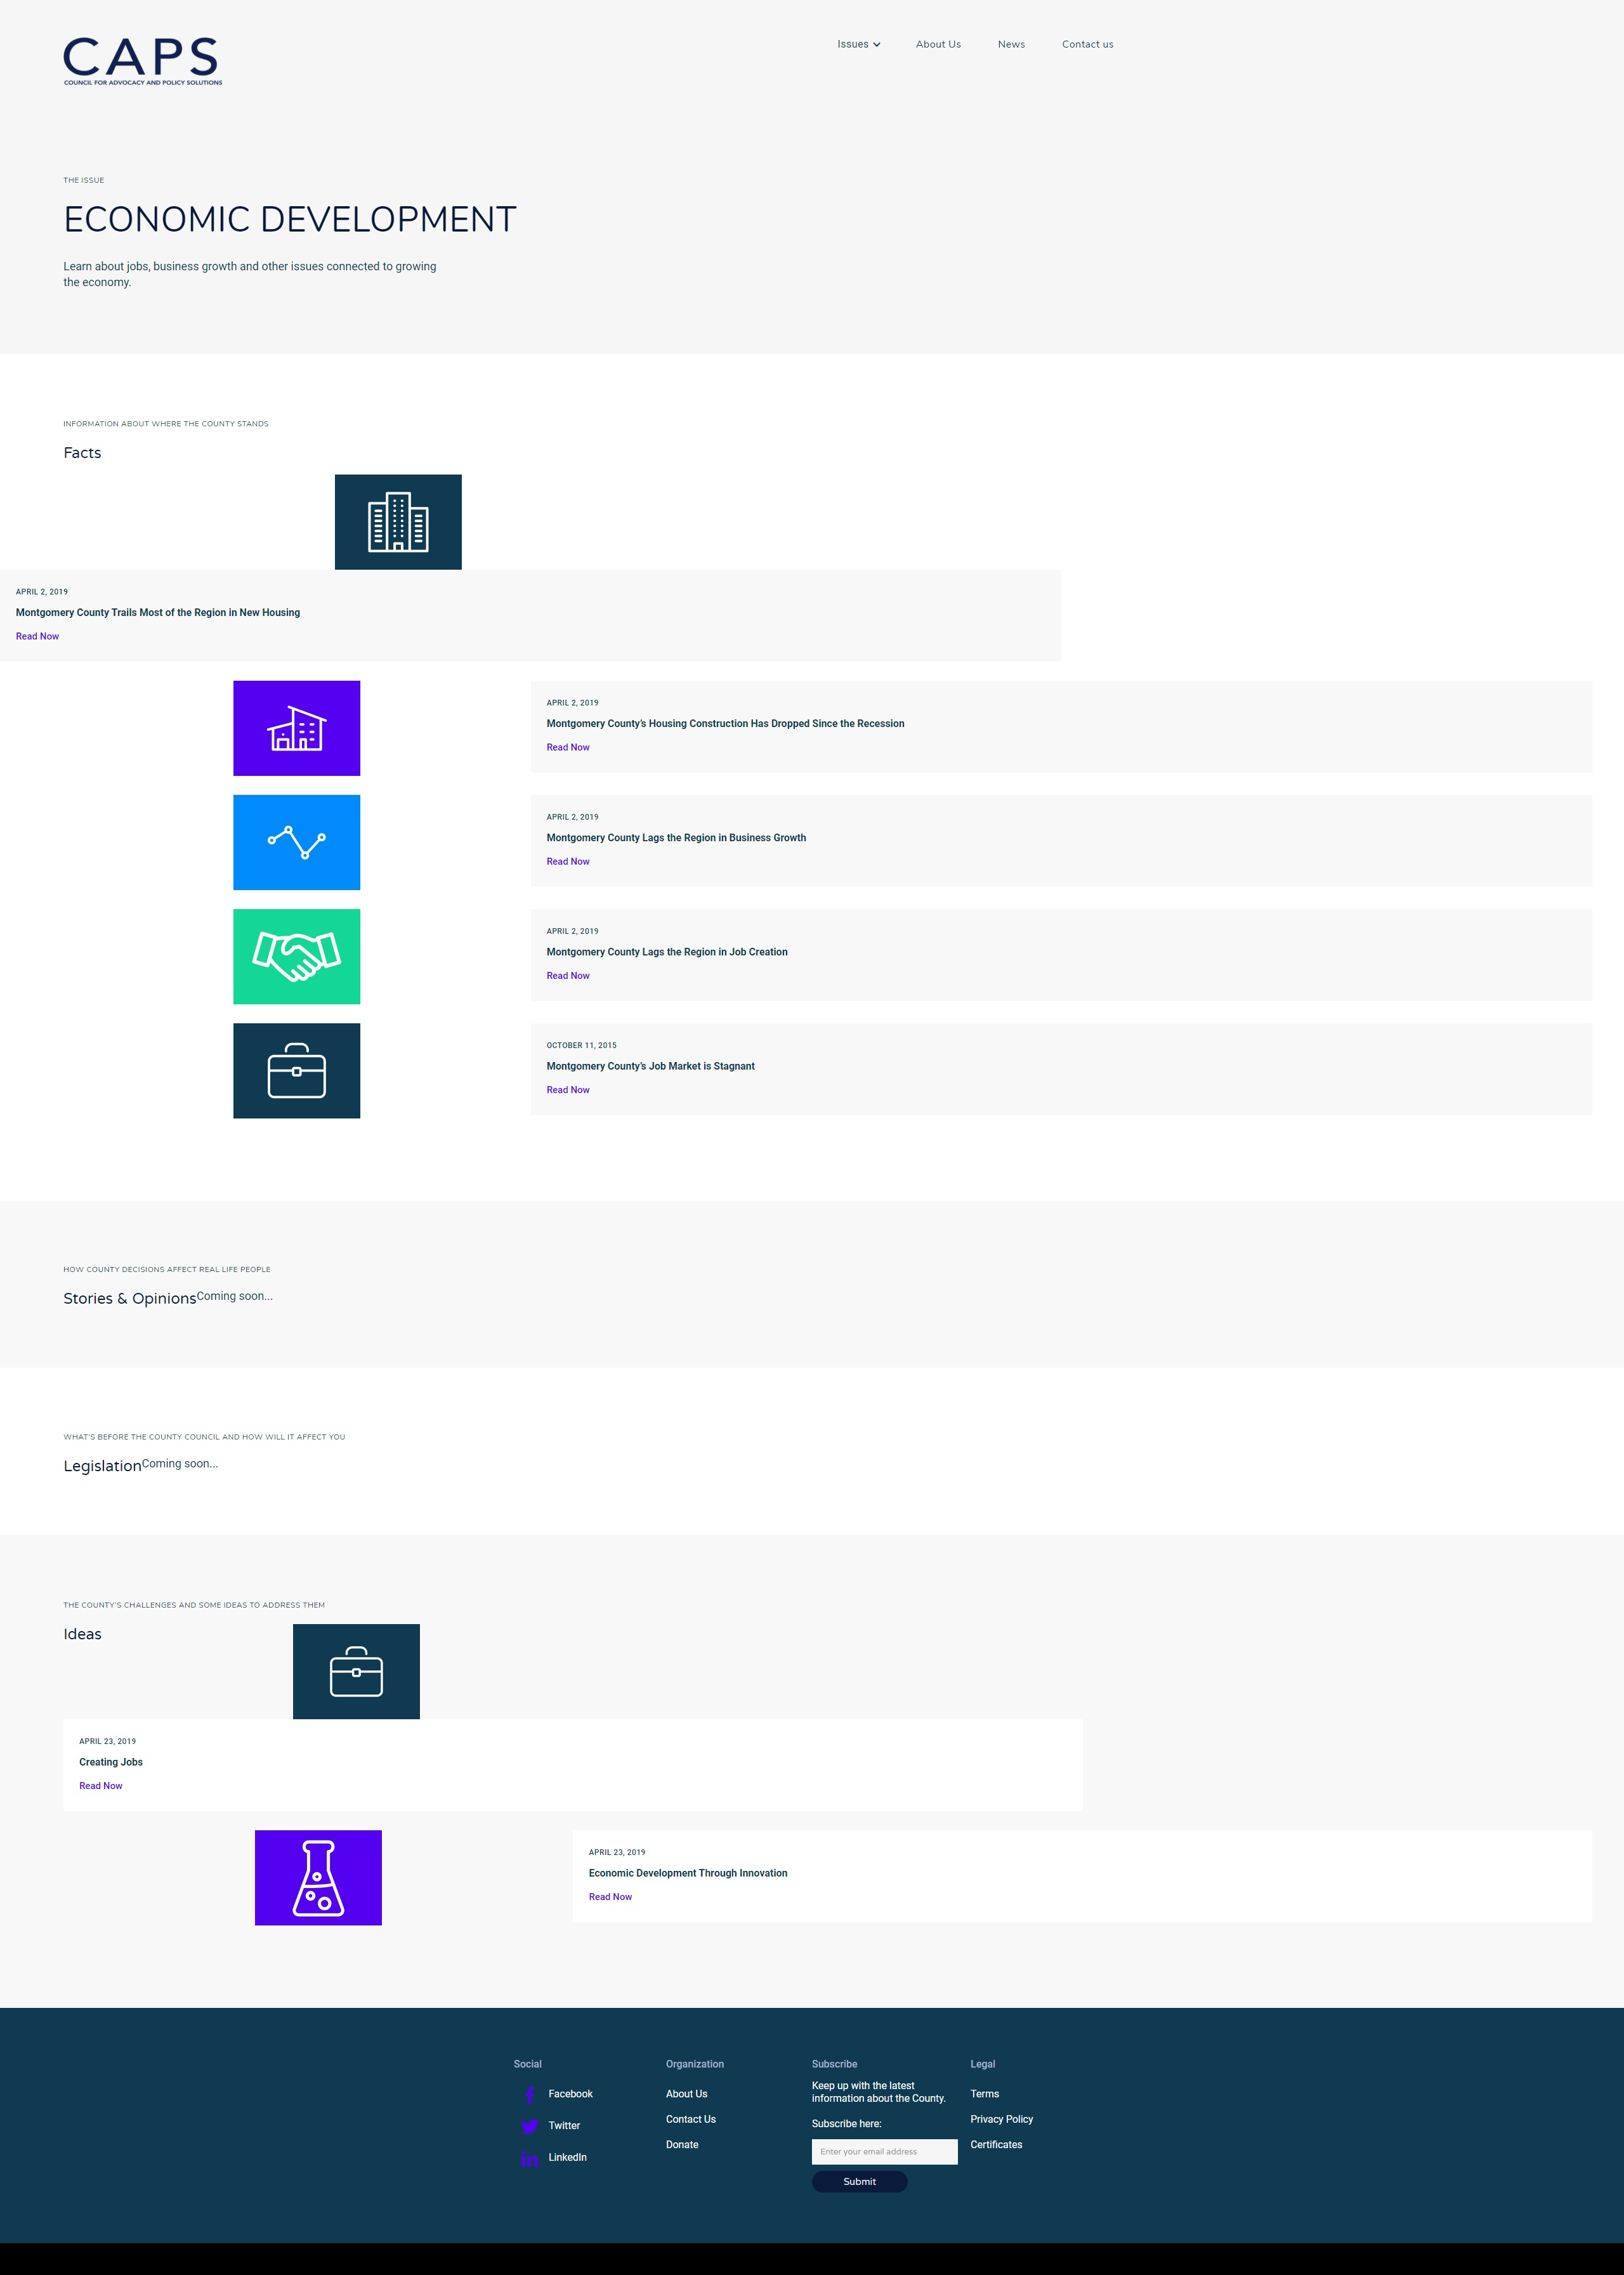 CAPS
COUNCIL FOR ADVOCACY AND POLICY SOLUTIONS
Issues
About Us
News
Contact us
THE ISSUE
ECONOMIC DEVELOPMENT
Learn about jobs, business growth and other issues connected to growing
the economy.
INFORMATION ABOUT WHERE THE COUNTY STANDS
Facts
APRIL 2, 2019
Montgomery County Trails Most of the Region in New Housing
Read Now
APRIL 2, 2019
Montgomery County’s Housing Construction Has Dropped Since the Recession
Read Now
APRIL 2, 2019
Montgomery County Lags the Region in Business Growth
Read Now
APRIL 2, 2019
Montgomery County Lags the Region in Job Creation
Read Now
OCTOBER 11, 2015
Montgomery County’s Job Market is Stagnant
Read Now
HOW COUNTY DECISIONS AFFECT REAL LIFE PEOPLE
Stories & Opinions Coming soon...
WHAT'S BEFORE THE COUNTY COUNCIL AND HOW WILL IT AFFECT YOU
Legislation Coming soon...
THE COUNTY'S CHALLENGES AND SOME IDEAS TO ADDRESS THEM
Ideas
APRIL 23, 2019
Creating Jobs
Read Now
APRIL 23, 2019
Economic Development Through Innovation
Read Now
Social
Facebook
Twitter
LinkedIn
Organization
About Us
Contact Us
Donate
Subscribe
Keep up with the latest
information about the County.
Subscribe here:
Enter your email address
Submit
Legal
Terms
Privacy Policy
Certificates